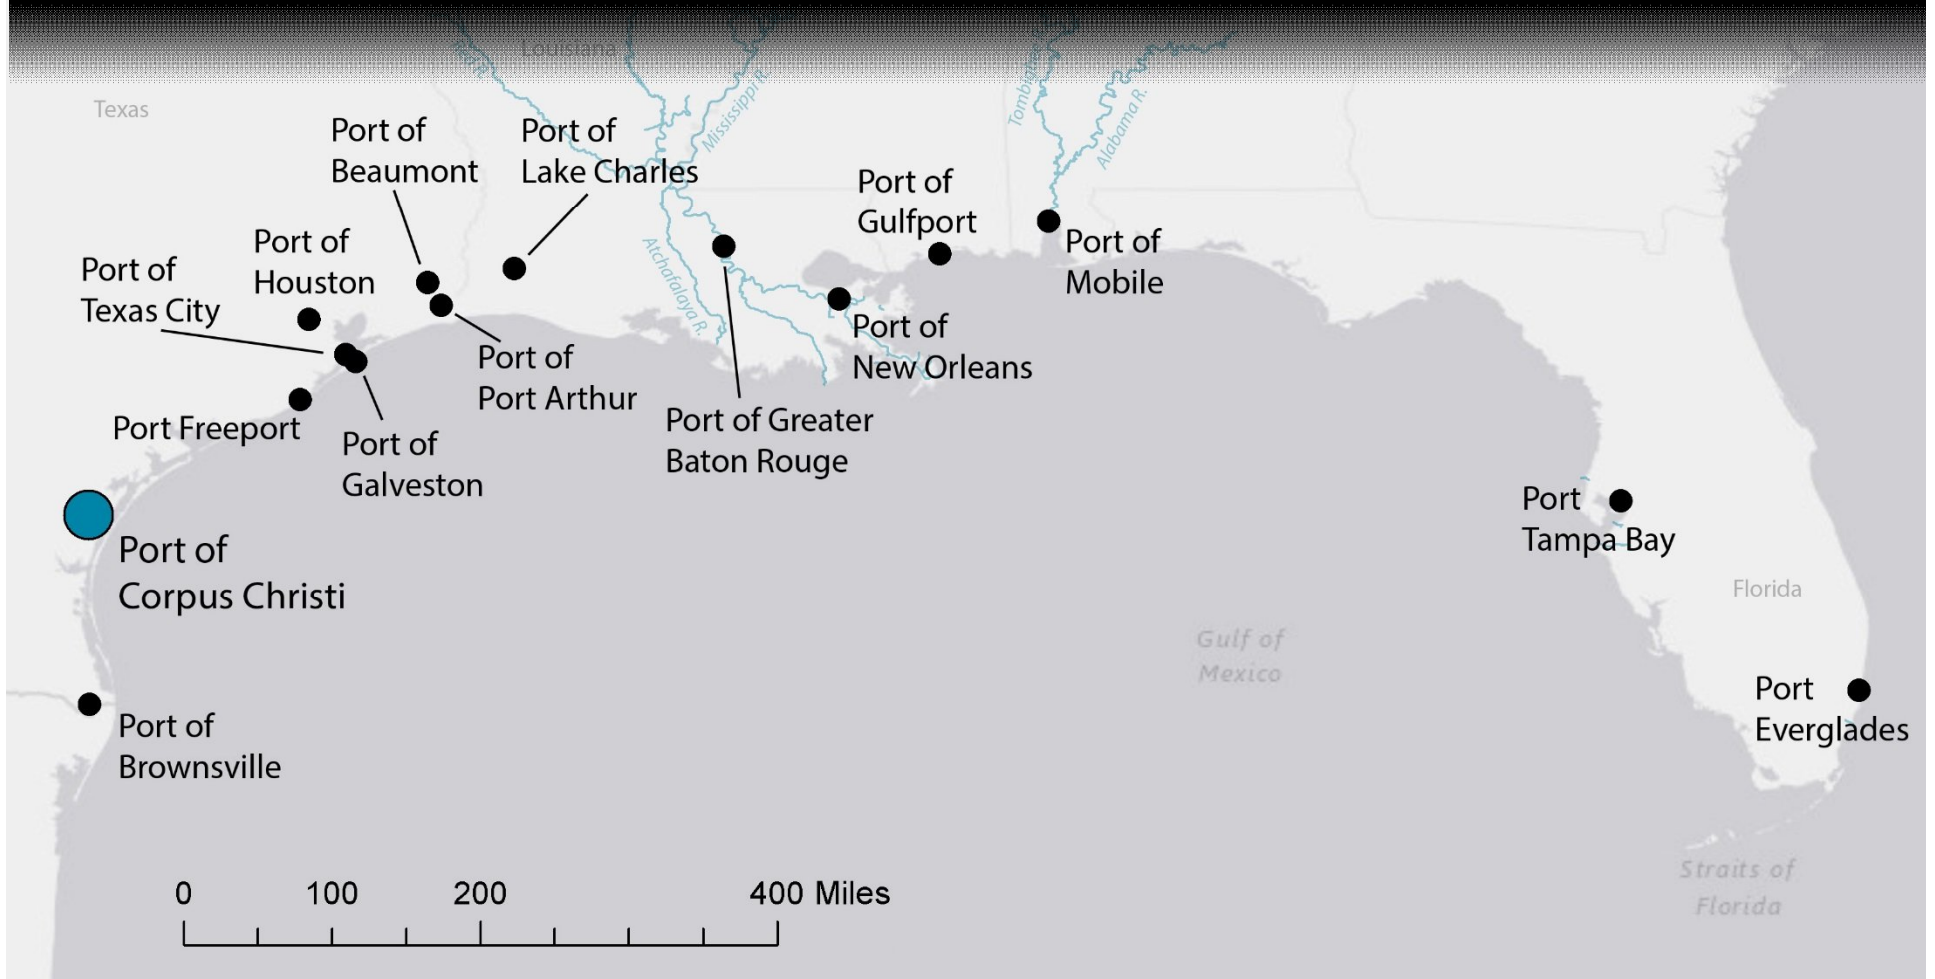 Louisiana
Red R.
Mississippi R.
Tombigbee R.
Alabama R.
Texas
Port of
Beaumont
Port of
Lake Charles
Port of
Gulfport
Port of
Mobile
Port of
Houston
Port of
Texas City
Atchafalaya R.
Port of
New Orleans
Port of
Port Arthur
Port Freeport
Port of
Galveston
Port of Greater
Baton Rouge
Port of
Corpus Christi
Port
Tampa Bay
Florida
Gulf of
Mexico
Port
Everglades
Port of
Brownsville
Straits of
Florida
0 100 200 400 Miles